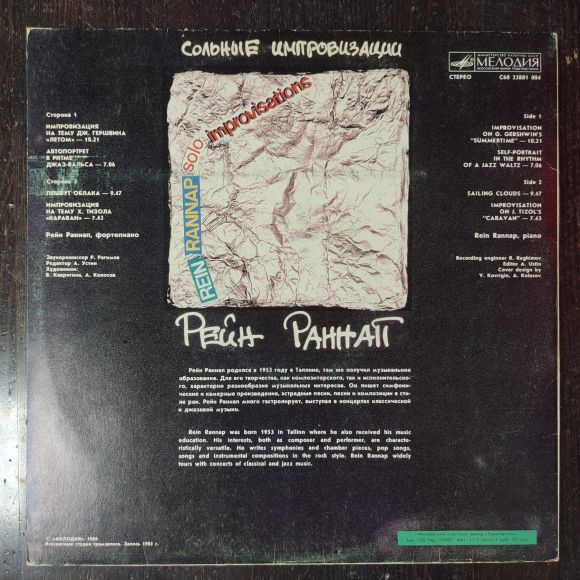 СОЛЬНЫЕ ИМПРОВИЗАЦИИ
МЕЛОДИЯ
СТЕРЕО
С60 23881 004
REIN RANNAP solo improvisations
Сторона 1
ИМПРОВИЗАЦИЯ
НА ТЕМУ ДЖ. ГЕРШВИНА
«ЛЕТОМ» — 10.21
АВТОПОРТРЕТ
В РИТМЕ
ДЖАЗ-ВАЛЬСА — 7.06
Сторона 2
ПЛЫВУТ ОБЛАКА — 9.47
ИМПРОВИЗАЦИЯ
НА ТЕМУ Х. ТИЗОЛА
«КАРАВАН» — 7.43
Рейн Раннап, фортепиано
Звукорежиссер Р. Рагимов
Редактор А. Устин
Художники:
В. Ковригина, А. Колосов
Side 1
IMPROVISATION
ON G. GERSHWIN'S
"SUMMERTIME" — 10.21
SELF-PORTRAIT
IN THE RHYTHM
OF A JAZZ WALTZ — 7.06
Side 2
SAILING CLOUDS — 9.47
IMPROVISATION
ON J. TIZOL'S
"CARAVAN" — 7.43
Rein Rannap, piano
Recording engineer R. Raghimov
Editor A. Ustin
Cover design by
V. Kovrigin, A. Kolosov
РЕЙН РАННАП
Рейн Раннап родился в 1953 году в Таллине, там же получил музыкальное
образование. Для его творчества, как композиторского, так и исполнительско-
го, характерно разнообразие музыкальных интересов. Он пишет симфони-
ческие и камерные произведения, эстрадные песни, песни и композиции в сти-
ле рок. Рейн Раннап много гастролирует, выступая в концертах классической
и джазовой музыки.
Rein Rannap was born 1953 in Tallinn where he also received his music
education. His interests, both as composer and performer, are characte-
ristically versatile. He writes symphonies and chamber pieces, pop songs,
songs and instrumental compositions in the rock style. Rein Rannap widely
tours with concerts of classical and jazz music.
© «МЕЛОДИЯ», 1986
Всесоюзная студия грамзаписи. Запись 1983 г.